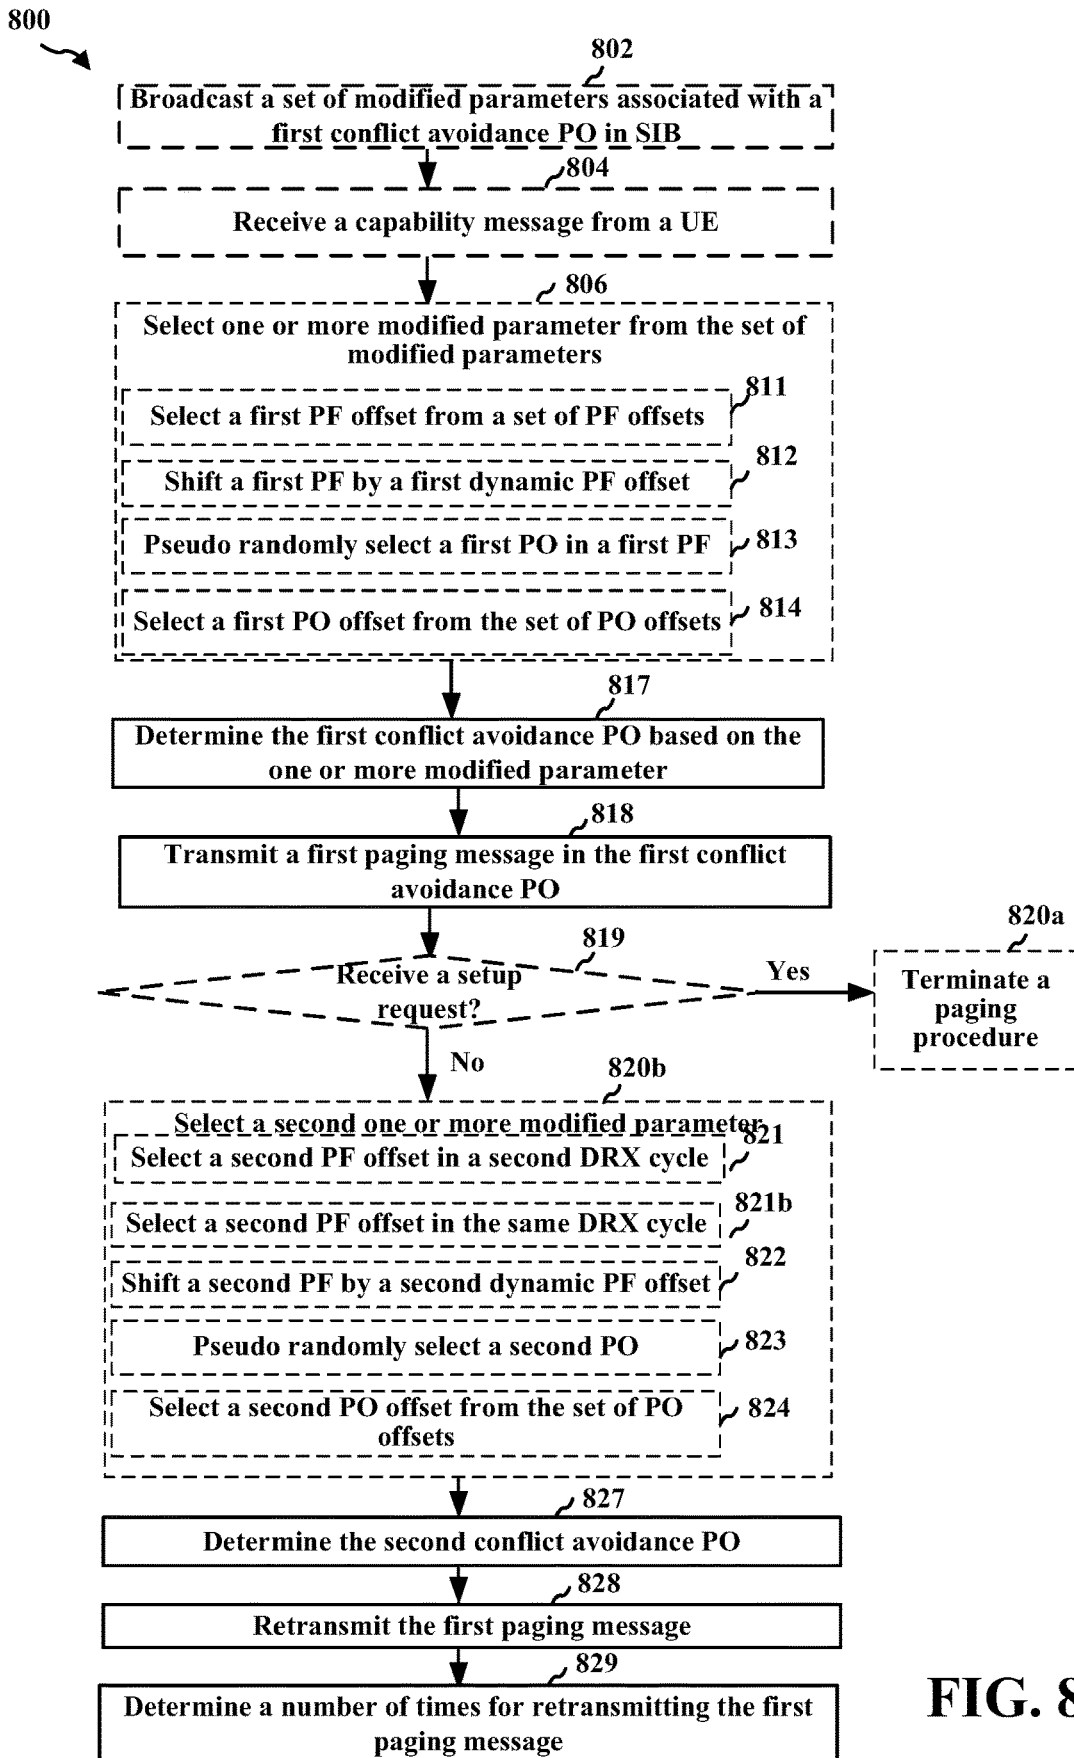 800
802
Broadcast a set of modified parameters associated with a
first conflict avoidance PO in SIB
804
Receive a capability message from a UE
806
Select one or more modified parameter from the set of
modified parameters
811
Select a first PF offset from a set of PF offsets
812
Shift a first PF by a first dynamic PF offset
Pseudo randomly select a first PO in a first PF
813
Select a first PO offset from the set of PO offsets
814
817
Determine the first conflict avoidance PO based on the
one or more modified parameter
818
Transmit a first paging message in the first conflict
avoidance PO
819
Receive a setup
request?
Yes
820a
Terminate a
paging
procedure
No
820b
Select a second one or more modified parameter
821
Select a second PF offset in a second DRX cycle
821b
Select a second PF offset in the same DRX cycle
822
Shift a second PF by a second dynamic PF offset
Pseudo randomly select a second PO
823
Select a second PO offset from the set of PO
offsets
824
827
Determine the second conflict avoidance PO
828
Retransmit the first paging message
829
Determine a number of times for retransmitting the first
paging message
FIG. 8